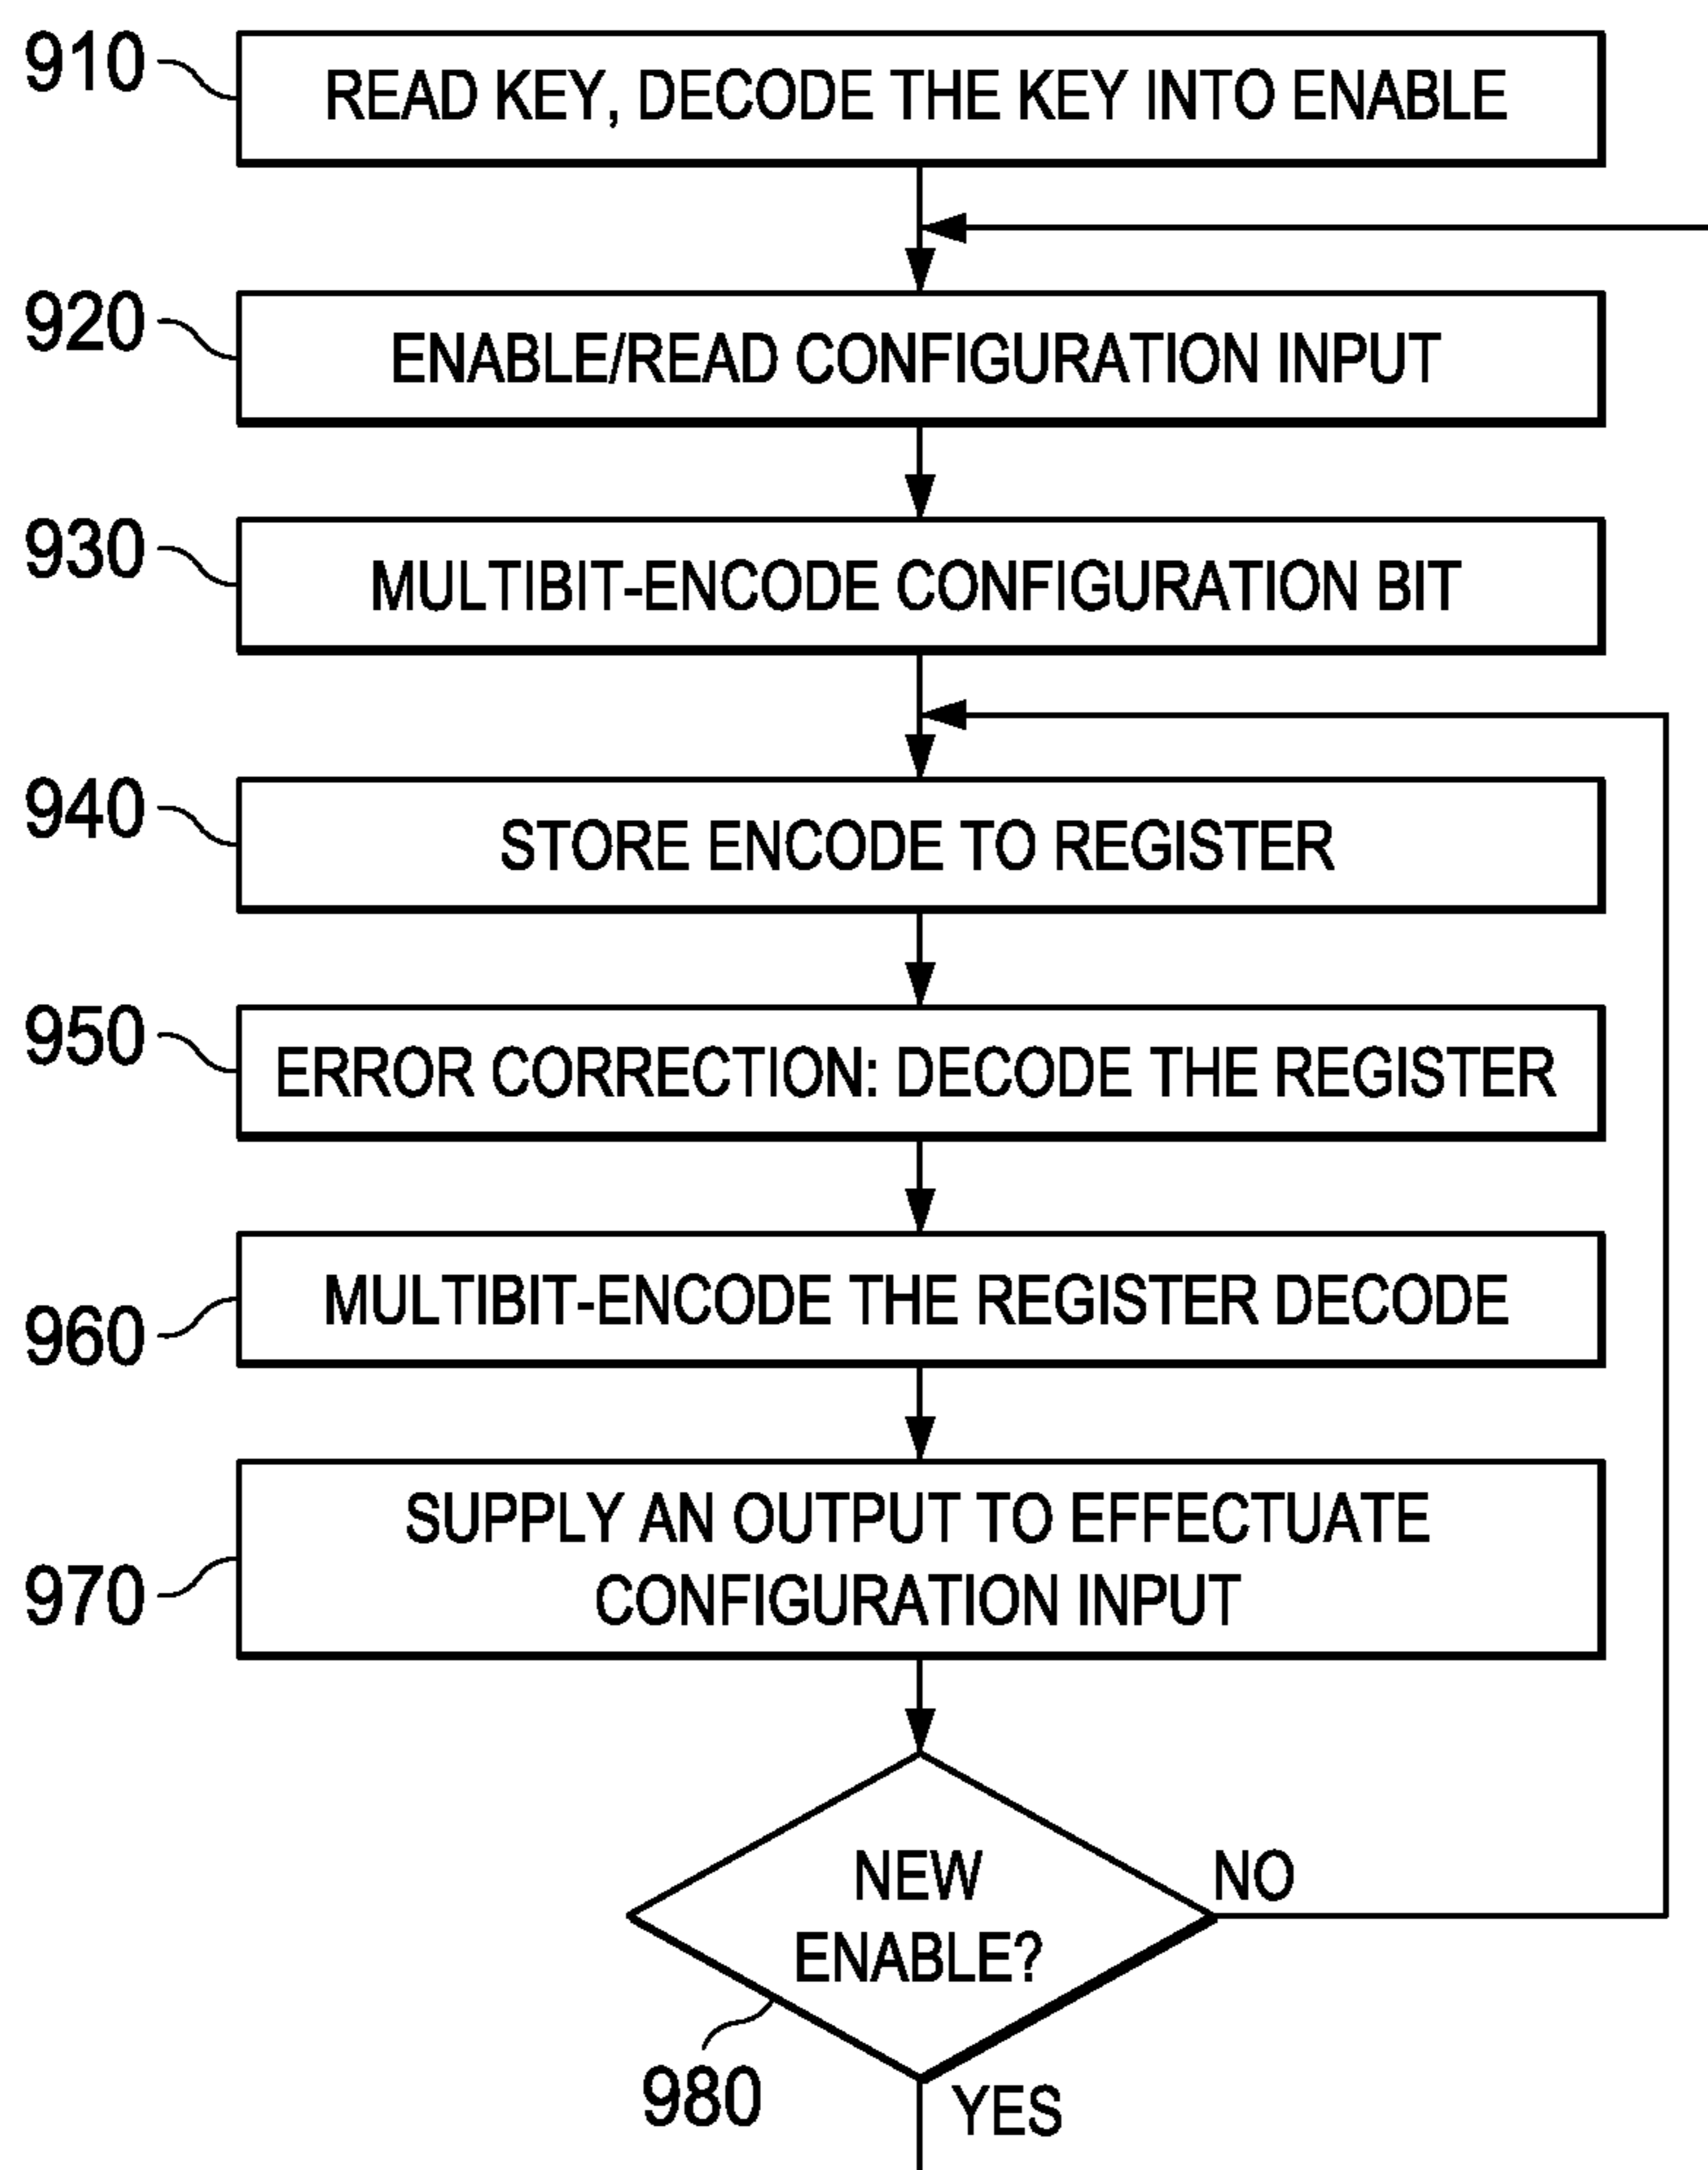 910
READ KEY, DECODE THE KEY INTO ENABLE
920
ENABLE/READ CONFIGURATION INPUT
930
MULTIBIT-ENCODE CONFIGURATION BIT
940
STORE ENCODE TO REGISTER
950
ERROR CORRECTION: DECODE THE REGISTER
960
MULTIBIT-ENCODE THE REGISTER DECODE
970
SUPPLY AN OUTPUT TO EFFECTUATE
CONFIGURATION INPUT
NEW
ENABLE?
NO
980
YES